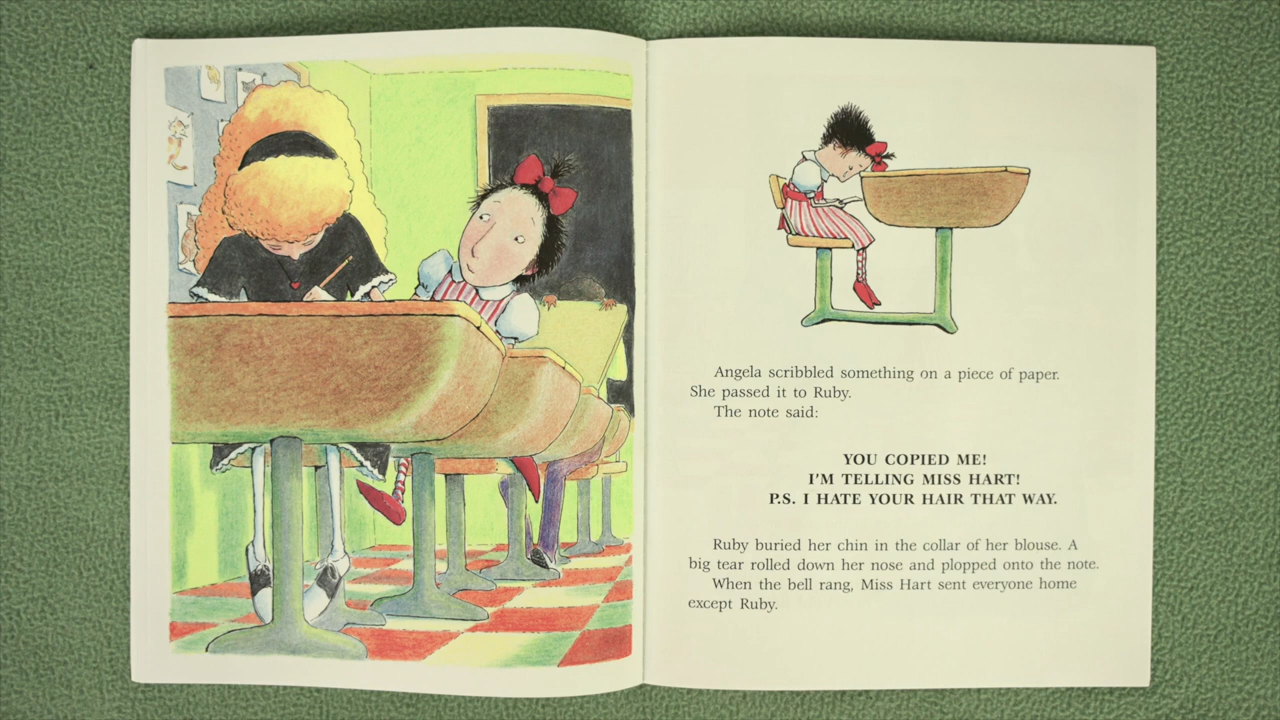 Angela scribbled something on a piece of paper.
She passed it to Ruby.
The note said:
YOU COPIED ME!
I'M TELLING MISS HART!
P.S. I HATE YOUR HAIR THAT WAY.
Ruby buried her chin in the collar of her blouse. A
big tear rolled down her nose and plopped onto the note.
When the bell rang, Miss Hart sent everyone home
except Ruby.